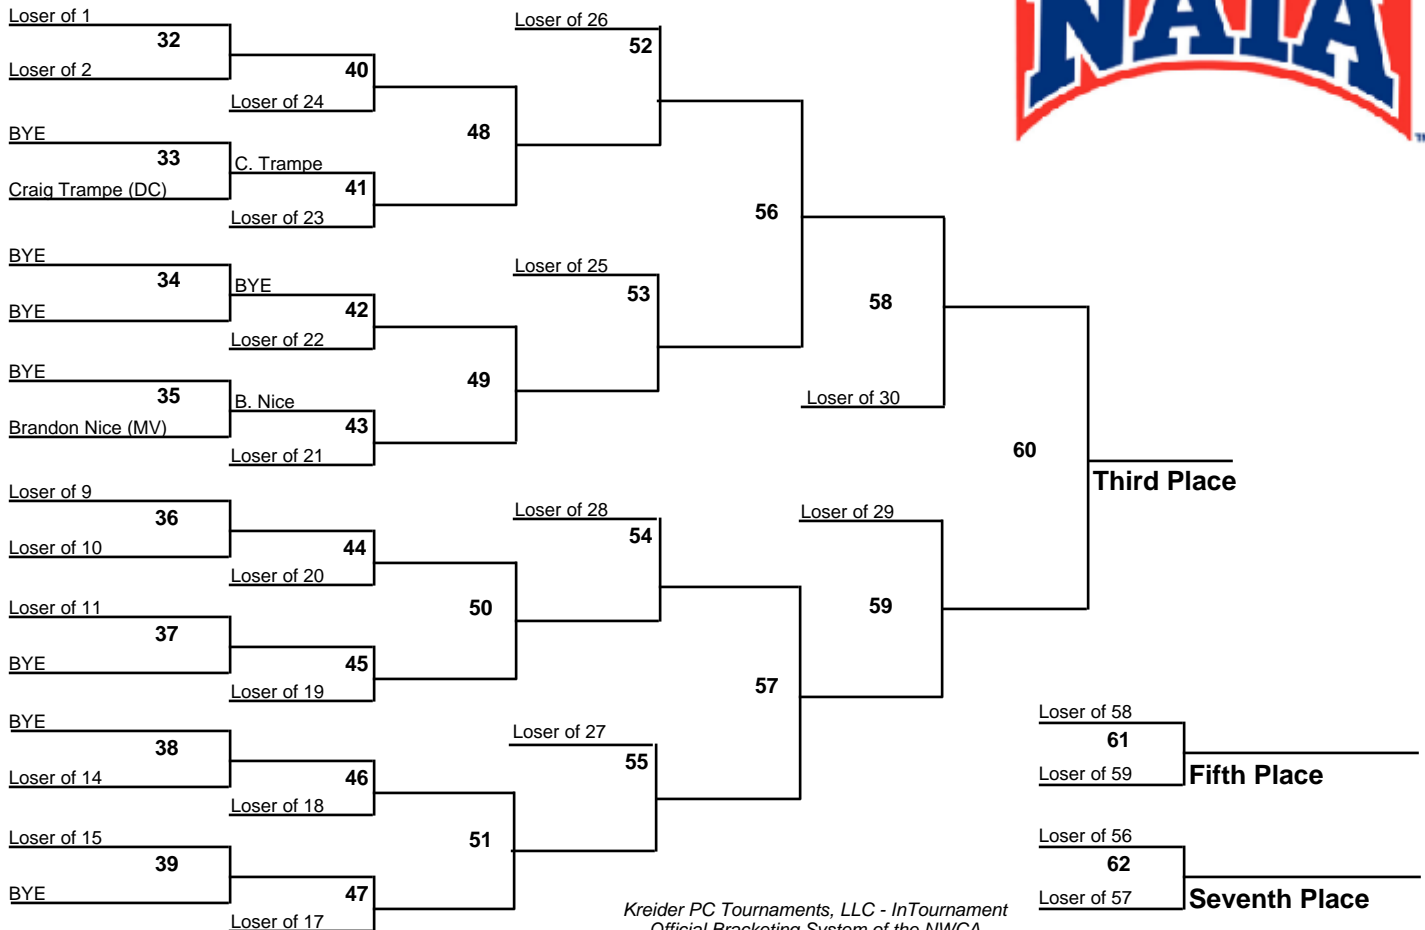 NAIA
TM
Loser of 1
32
Loser of 2
40
Loser of 24
BYE
33
Craig Trampe (DC)
C. Trampe
41
Loser of 23
48
Loser of 26
52
BYE
34
BYE
BYE
42
Loser of 22
BYE
35
Brandon Nice (MV)
B. Nice
43
Loser of 21
49
Loser of 25
53
56
58
Loser of 30
60
Third Place
Loser of 9
36
Loser of 10
44
Loser of 20
Loser of 11
37
BYE
45
Loser of 19
50
Loser of 28
54
Loser of 29
59
57
BYE
38
Loser of 14
46
Loser of 18
Loser of 15
39
BYE
47
Loser of 17
51
Loser of 27
55
Loser of 58
61
Loser of 59
Fifth Place
Loser of 56
62
Loser of 57
Seventh Place
Kreider PC Tournaments, LLC - InTournament
Official Bracketing System of the NWCA